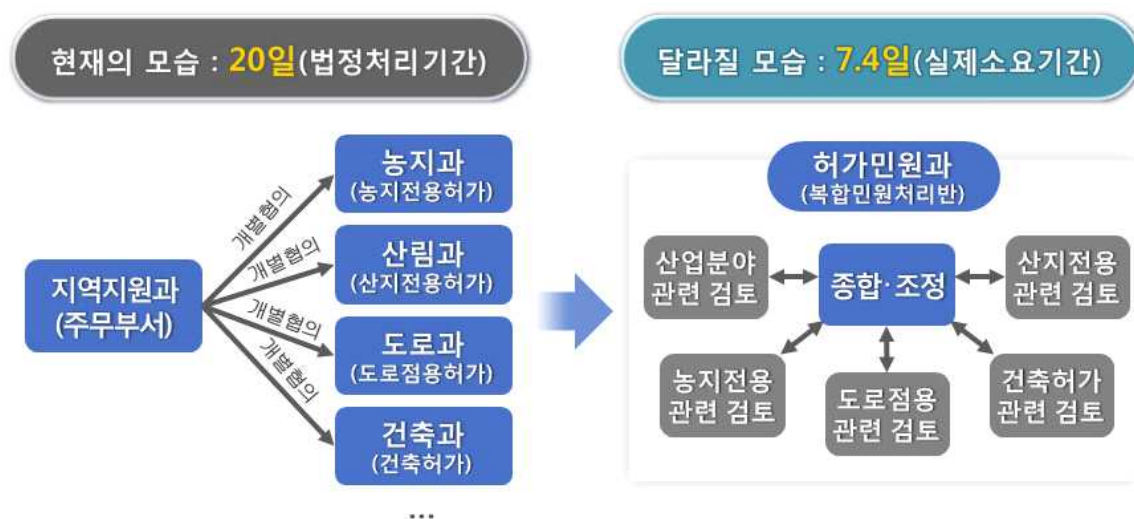 현재의 모습 : 20일(법정처리기간)
지역지원과
(주무부서)
개별협의
개별협의
개별협의
개별협의
농지과
(농지전용허가)
산림과
(산지전용허가)
도로과
(도로점용허가)
건축과
(건축허가)
...
달라질 모습 : 7.4일(실제소요기간)
허가민원과
(복합민원처리반)
산업분야
관련 검토
종합·조정
산지전용
관련 검토
농지전용
관련 검토
도로점용
관련 검토
건축허가
관련 검토